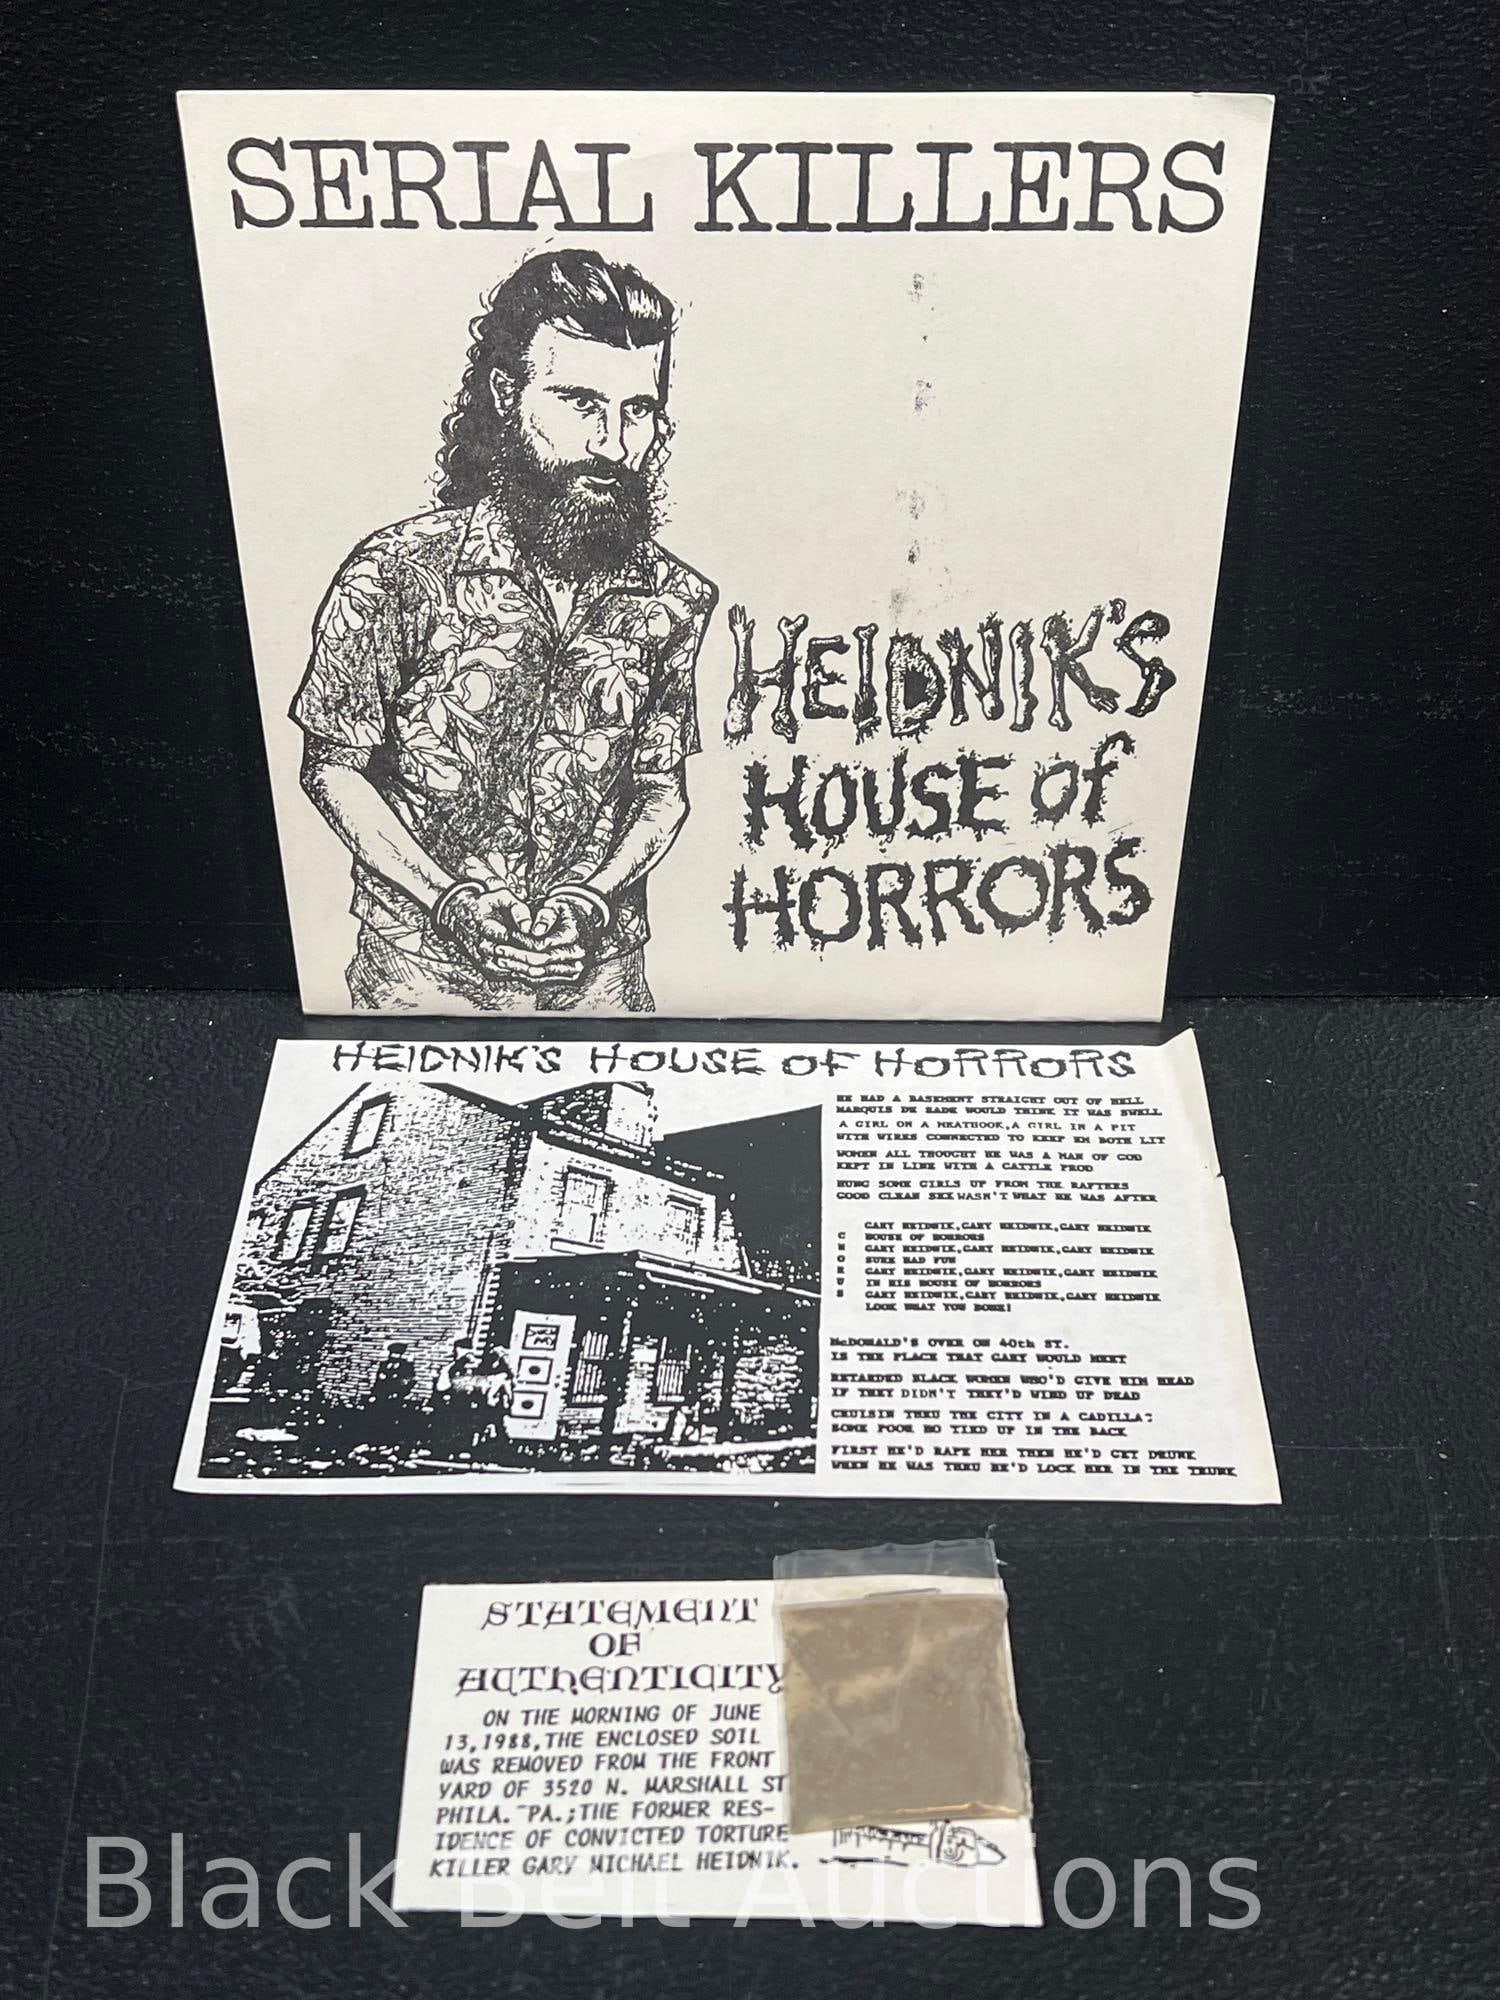 SERIAL KILLERS
HEIDNIK'S
HOUSE of
HORRORS
HEIDNIK'S HOUSE OF HORRORS
HE HAD A BASEMENT STRAIGHT OUT OF HELL
MARQUIS DE SADE WOULD THINK IT WAS SWELL
A GIRL ON A MEATHOOK, A GIRL IN A PIT
WITH WIRES CONNECTED TO KEEP EM BOTH LIT
WOMEN ALL THOUGHT HE WAS A MAN OF GOD
KEPT IN LINE WITH A CATTLE PROD
HUNG SOME GIRLS UP FROM THE RAFTERS
GOOD CLEAN SEX WASN'T WHAT HE WAS AFTER
CHORUS
GARY HEIDNIK, GARY HEIDNIK, GARY HEIDNIK
HOUSE OF HORRORS
GARY HEIDNIK, GARY HEIDNIK, GARY HEIDNIK
SURE HAD FUN
GARY HEIDNIK, GARY HEIDNIK, GARY HEIDNIK
IN HIS HOUSE OF HORRORS
GARY HEIDNIK, GARY HEIDNIK, GARY HEIDNIK
LOOK WHAT YOU DONE!
McDONALD'S OVER ON 40th ST.
IS THE PLACE THAT GARY WOULD MEET
RETARDED BLACK WOMEN WHO'D GIVE HIM HEAD
IF THEY DIDN'T THEY'D WIND UP DEAD
CRUISIN THRU THE CITY IN A CADILLAC
SOME POOR HO TIED UP IN THE BACK
FIRST HE'D RAPE HER THEN HE'D GET DRUNK
WHEN HE WAS THRU HE'D LOCK HER IN THE TRUNK
STATEMENT
OF
AUTHENTICITY
ON THE MORNING OF JUNE
13,1988, THE ENCLOSED SOIL
WAS REMOVED FROM THE FRONT
YARD OF 3520 N. MARSHALL ST
PHILA. PA.; THE FORMER RES-
IDENCE OF CONVICTED TORTURE
KILLER GARY MICHAEL HEIDNIK.
Black Belt Auctions